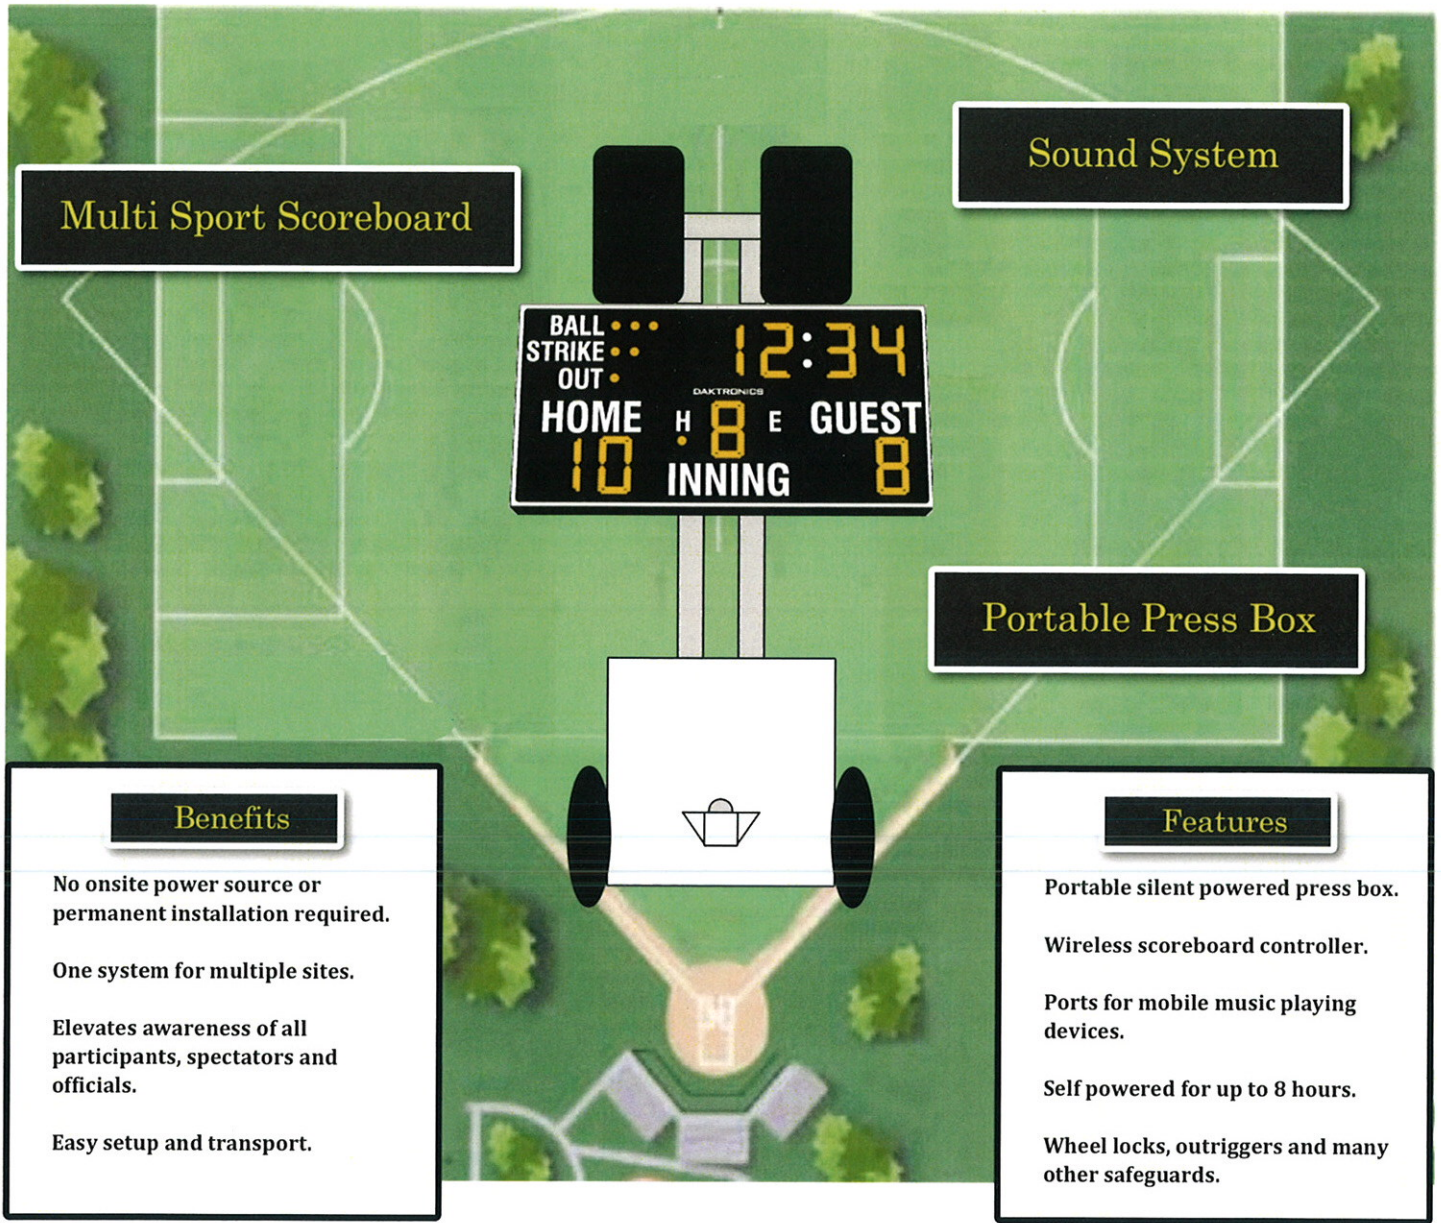 Sound System
Multi Sport Scoreboard
BALL
STRIKE
OUT
12:34
DAKTRONICS
HOME H 8 E GUEST
10 INNING 8
Portable Press Box
Benefits
No onsite power source or
permanent installation required.
One system for multiple sites.
Elevates awareness of all
participants, spectators and
officials.
Easy setup and transport.
Features
Portable silent powered press box.
Wireless scoreboard controller.
Ports for mobile music playing
devices.
Self powered for up to 8 hours.
Wheel locks, outriggers and many
other safeguards.